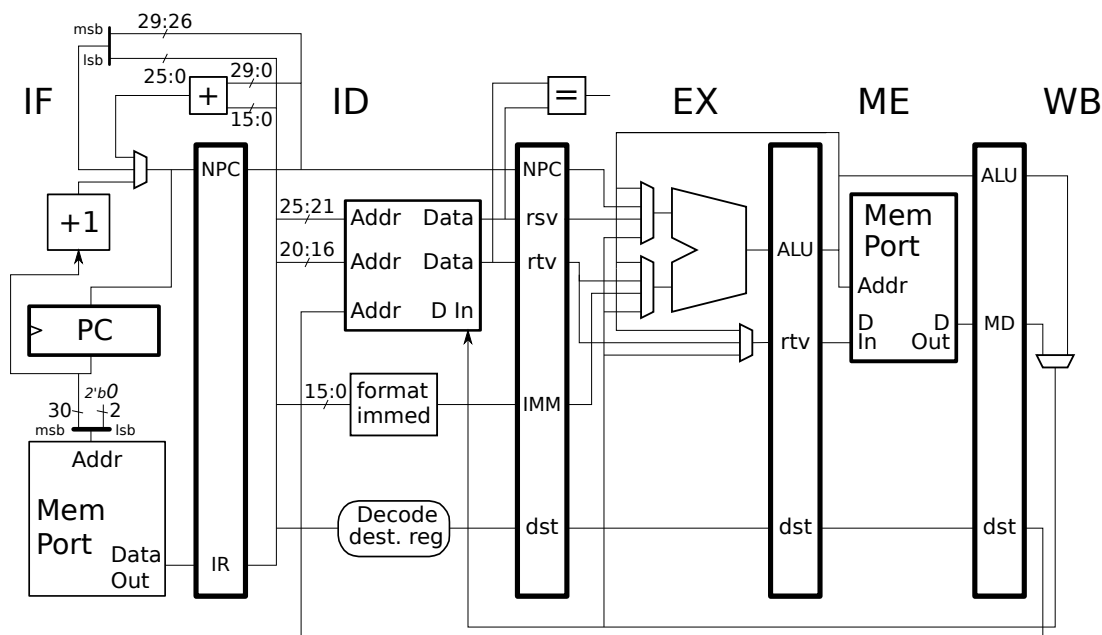 msb
29:26
lsb
25:0
29:0
15:0
+
=
IF
ID
EX
ME
WB
NPC
NPC
ALU
+1
25:21
Addr
Data
rsv
Mem
Port
20:16
Addr
Data
rtv
ALU
Addr
PC
Addr
D In
D
In
D
Out
MD
rtv
2'b0
30
2
msb
lsb
15:0
format
immed
IMM
Addr
Mem
Port
Data
Out
IR
Decode
dest. reg
dst
dst
dst